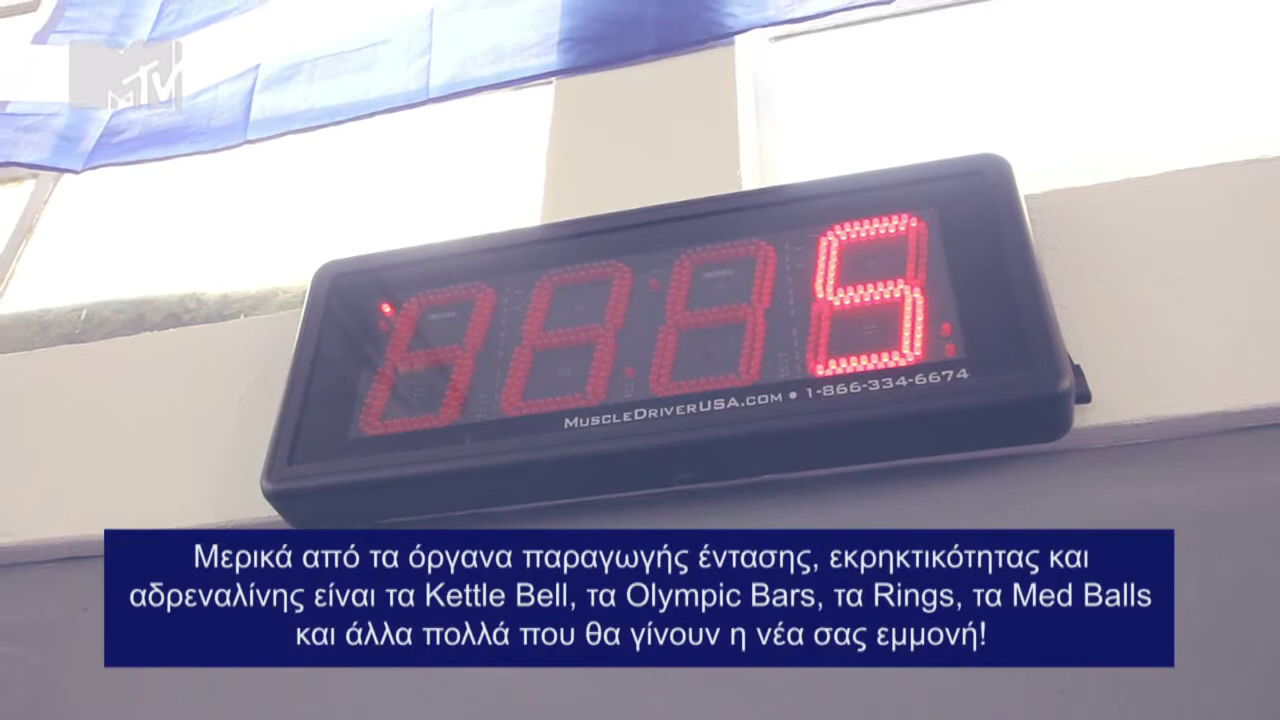 MTV
5
MuscleDriverUSA.com • 1-866-334-6674
Μερικά από τα όργανα παραγωγής έντασης, εκρηκτικότητας και
αδρεναλίνης είναι τα Kettle Bell, τα Olympic Bars, τα Rings, τα Med Balls
και άλλα πολλά που θα γίνουν η νέα σας εμμονή!